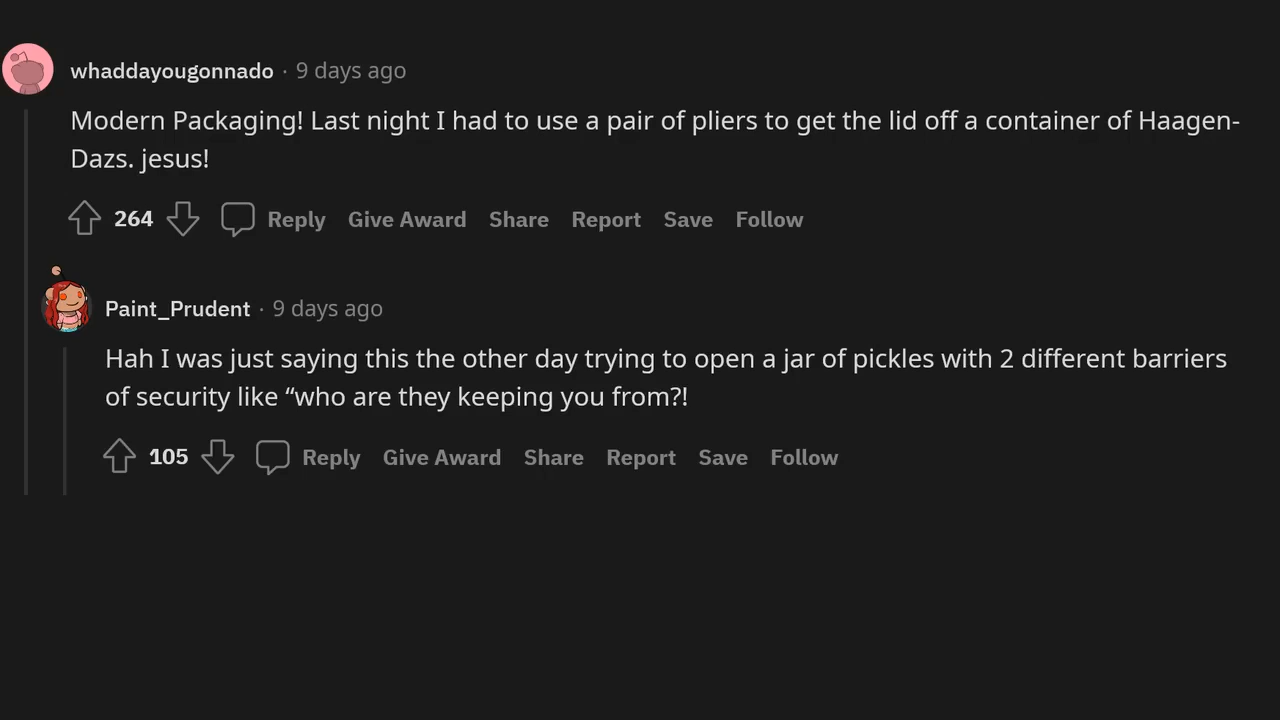 whaddayougonnado · 9 days ago
Modern Packaging! Last night I had to use a pair of pliers to get the lid off a container of Haagen-
Dazs. jesus!
264 Reply Give Award Share Report Save Follow
Paint_Prudent · 9 days ago
Hah I was just saying this the other day trying to open a jar of pickles with 2 different barriers
of security like “who are they keeping you from?!
105 Reply Give Award Share Report Save Follow